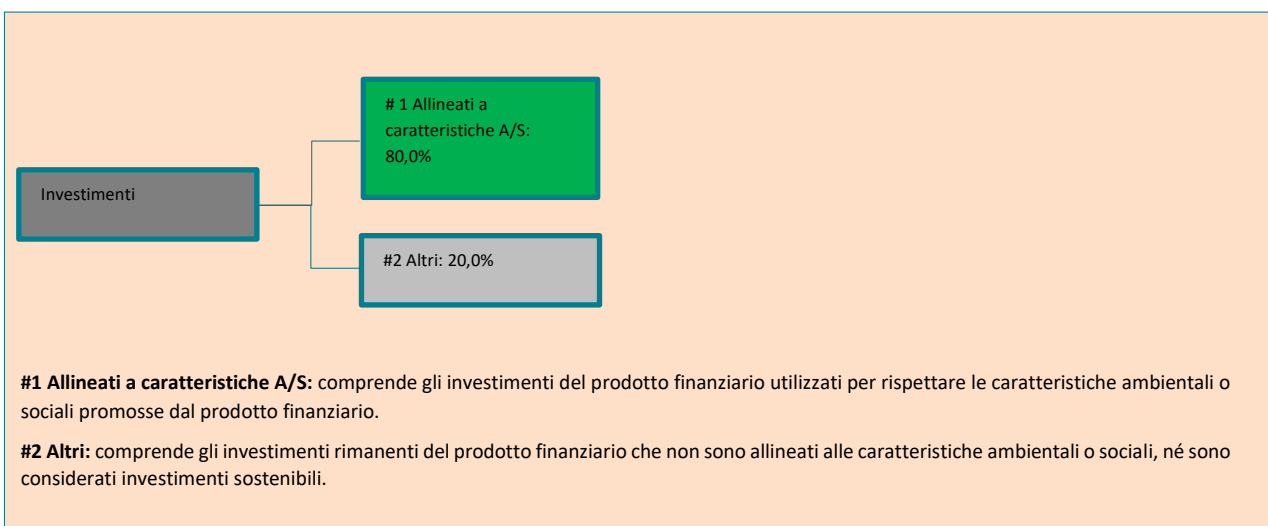 # 1 Allineati a
caratteristiche A/S:
80,0%
Investimenti
#2 Altri: 20,0%
#1 Allineati a caratteristiche A/S: comprende gli investimenti del prodotto finanziario utilizzati per rispettare le caratteristiche ambientali o
sociali promosse dal prodotto finanziario.
#2 Altri: comprende gli investimenti rimanenti del prodotto finanziario che non sono allineati alle caratteristiche ambientali o sociali, né sono
considerati investimenti sostenibili.